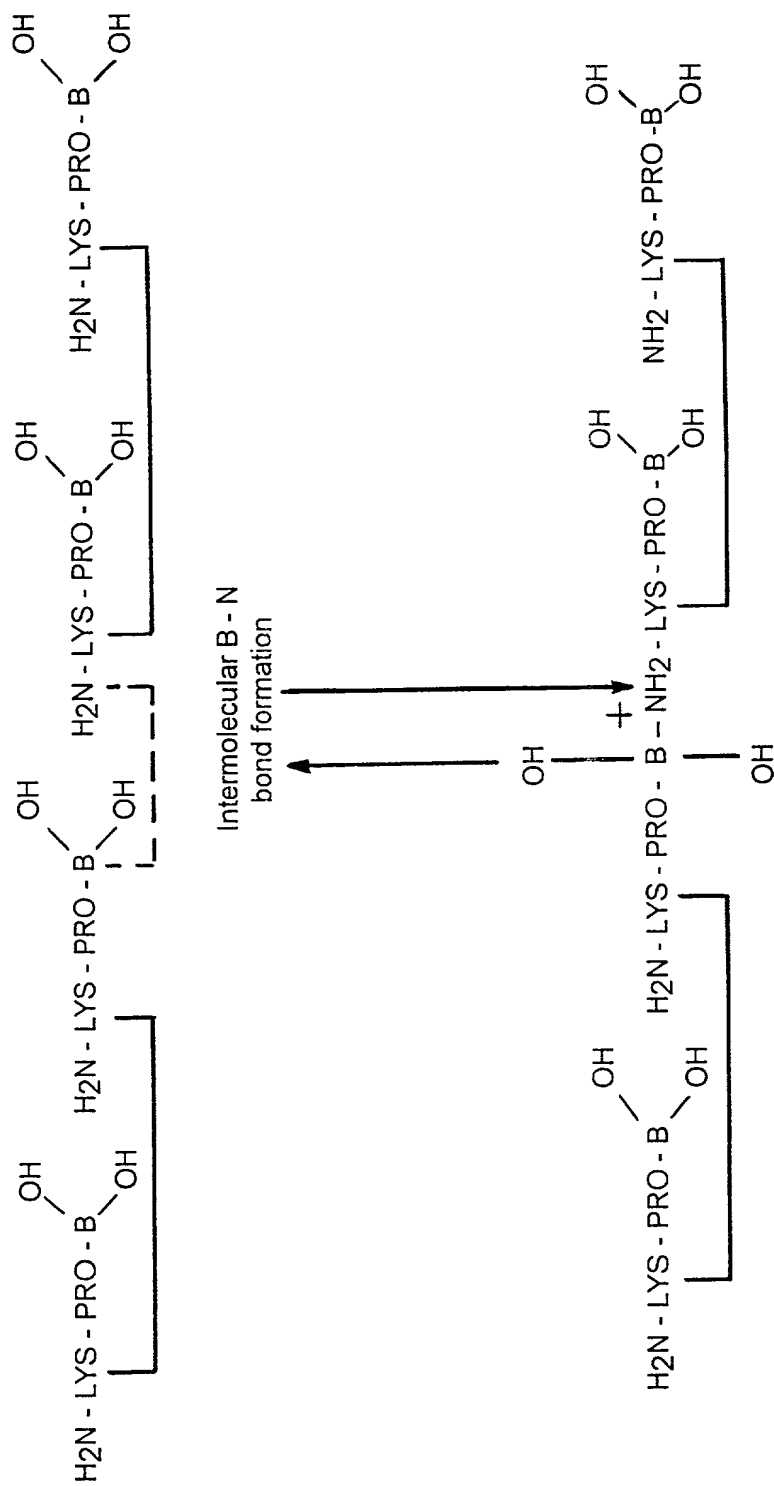 OH OH OH OH
H2N - LYS - PRO - B H2N - LYS - PRO - B H2N - LYS - PRO - B H2N - LYS - PRO - B
OH OH OH OH
Intermolecular B - N
bond formation
OH
OH OH OH
+
H2N - LYS - PRO - B H2N - LYS - PRO - B – NH2 - LYS - PRO - B NH2 - LYS - PRO -B
OH OH OH
OH